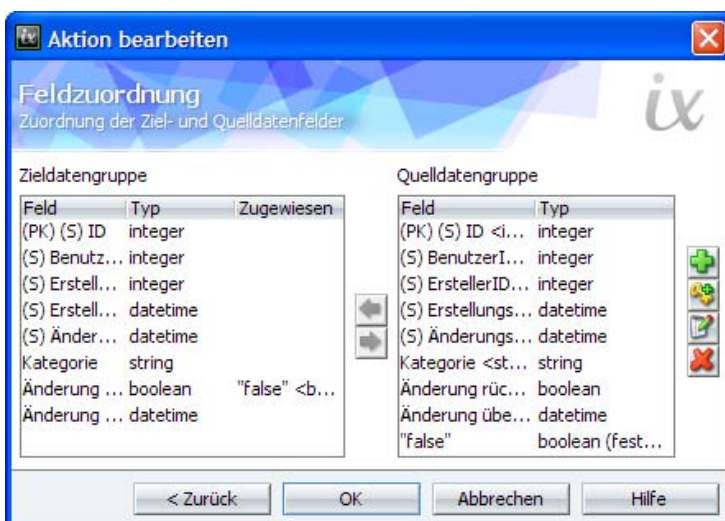 ix Aktion bearbeiten
Feldzuordnung
Zuordnung der Ziel- und Quelldatenfelder
ix
Zieldatengruppe
Feld Typ Zugewiesen
(PK) (S) ID integer
(S) Benutz... integer
(S) Erstell... integer
(S) Erstell... datetime
(S) Änder... datetime
Kategorie string
Änderung ... boolean "false" <b...
Änderung ... datetime
Quelldatengruppe
Feld Typ
(PK) (S) ID <i... integer
(S) BenutzerI... integer
(S) ErstellerID... integer
(S) Erstellungs... datetime
(S) Änderungs... datetime
Kategorie <st... string
Änderung rüc... boolean
Änderung übe... datetime
"false" boolean (fest...
< Zurück OK Abbrechen Hilfe